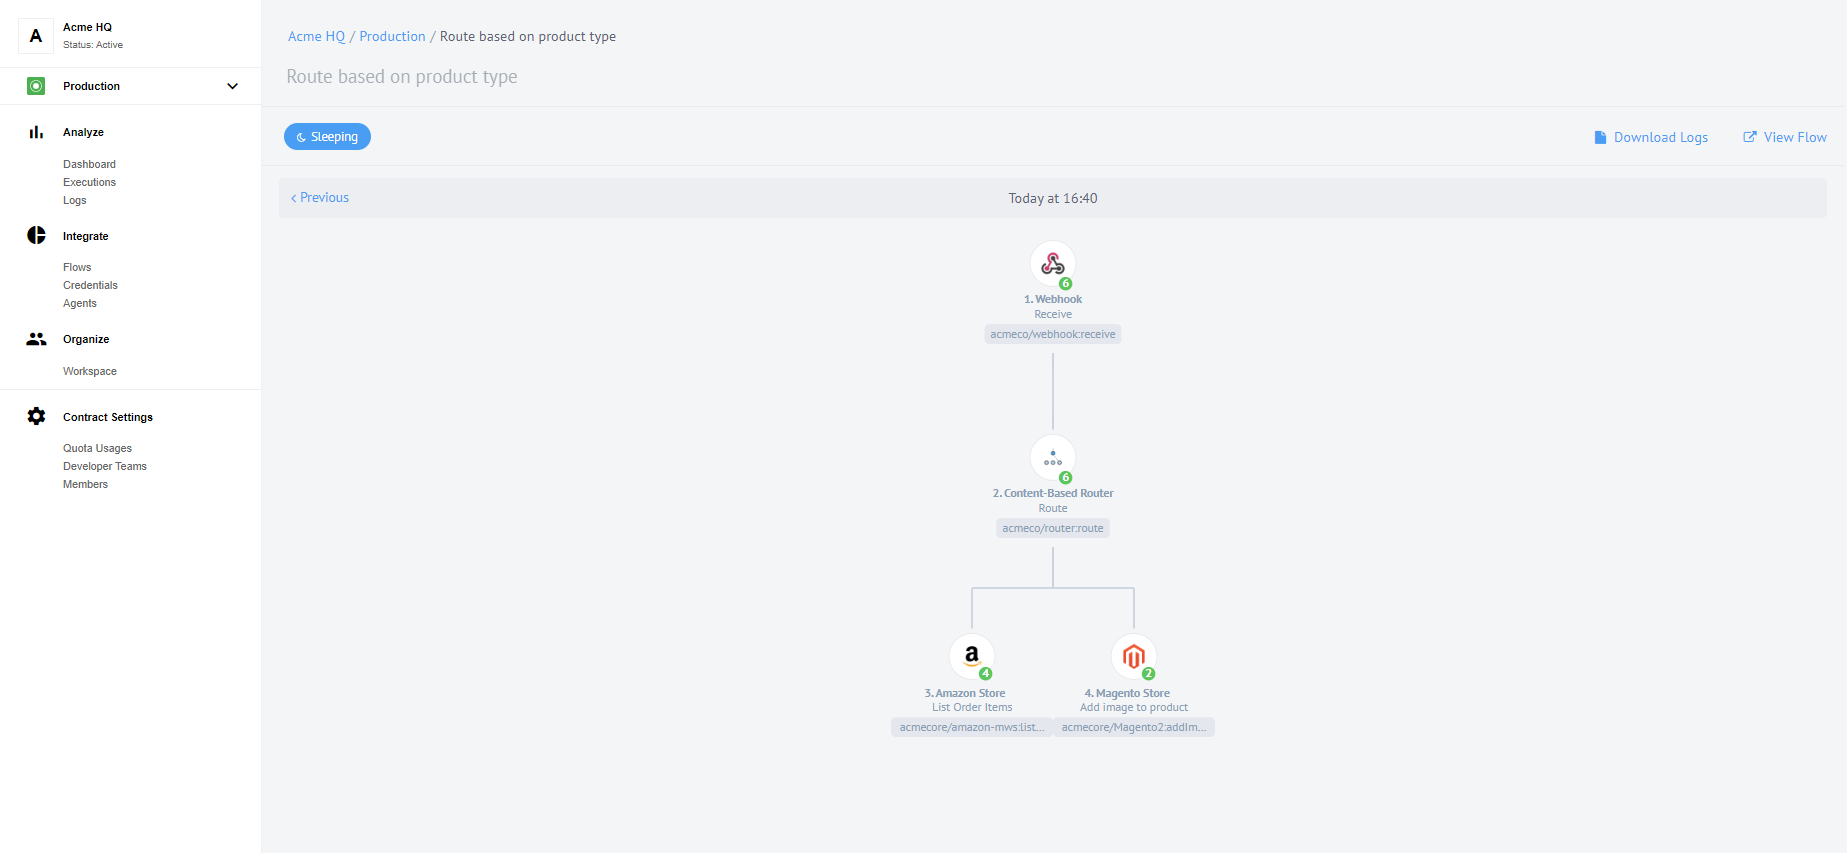 A
Acme HQ
Status: Active
Production
Analyze
Dashboard
Executions
Logs
Integrate
Flows
Credentials
Agents
Organize
Workspace
Contract Settings
Quota Usages
Developer Teams
Members
Acme HQ / Production / Route based on product type
Route based on product type
Sleeping
Download Logs
View Flow
Previous
Today at 16:40
6
1. Webhook
Receive
acmeco/webhook:receive
6
2. Content-Based Router
Route
acmeco/router:route
a
4
3. Amazon Store
List Order Items
acmecore/amazon-mws:list...
2
4. Magento Store
Add image to product
acmecore/Magento2:addIm...